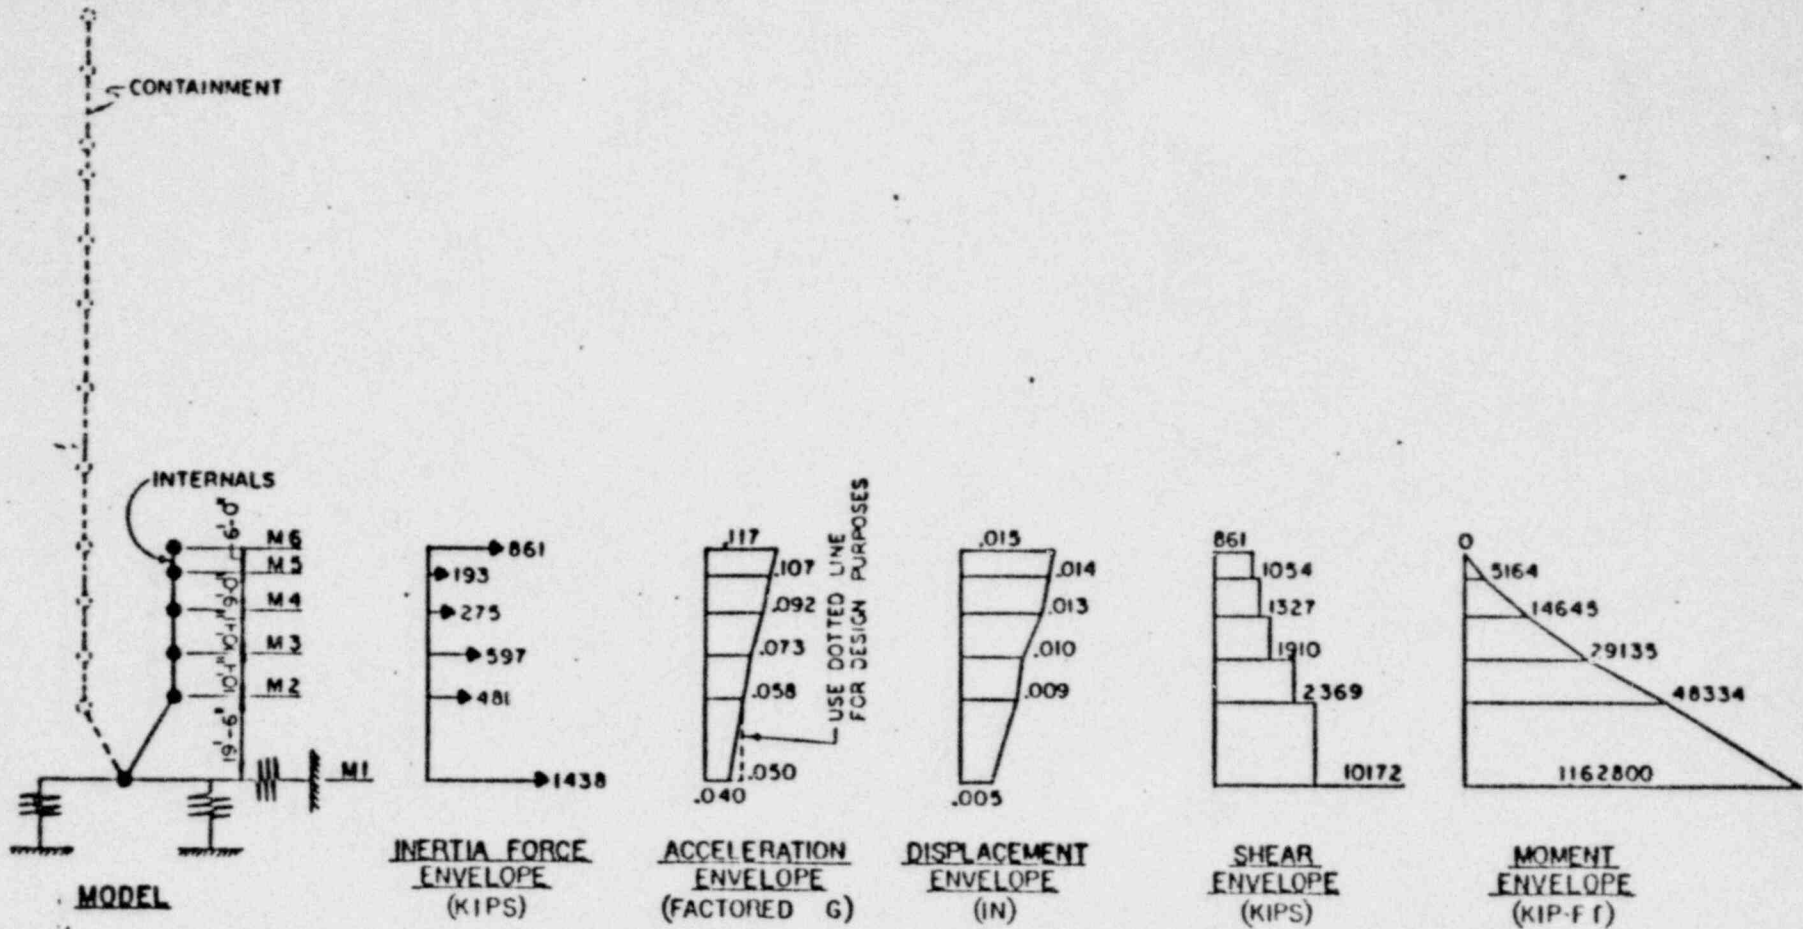 CONTAINMENT
INTERNALS
6'-0"
9'-0"
10'-1"
10'-1"
19'-6"
M6
M5
M4
M3
M2
M1
MODEL
861
193
275
597
481
1438
INERTIA FORCE
ENVELOPE
(KIPS)
.117
.107
.092
.073
.058
.050
.040
USE DOTTED LINE
FOR DESIGN PURPOSES
ACCELERATION
ENVELOPE
(FACTORED G)
.015
.014
.013
.010
.009
.005
DISPLACEMENT
ENVELOPE
(IN)
861
1054
1327
1910
2369
10172
SHEAR
ENVELOPE
(KIPS)
0
5164
14645
29135
48334
1162800
MOMENT
ENVELOPE
(KIP-FT)